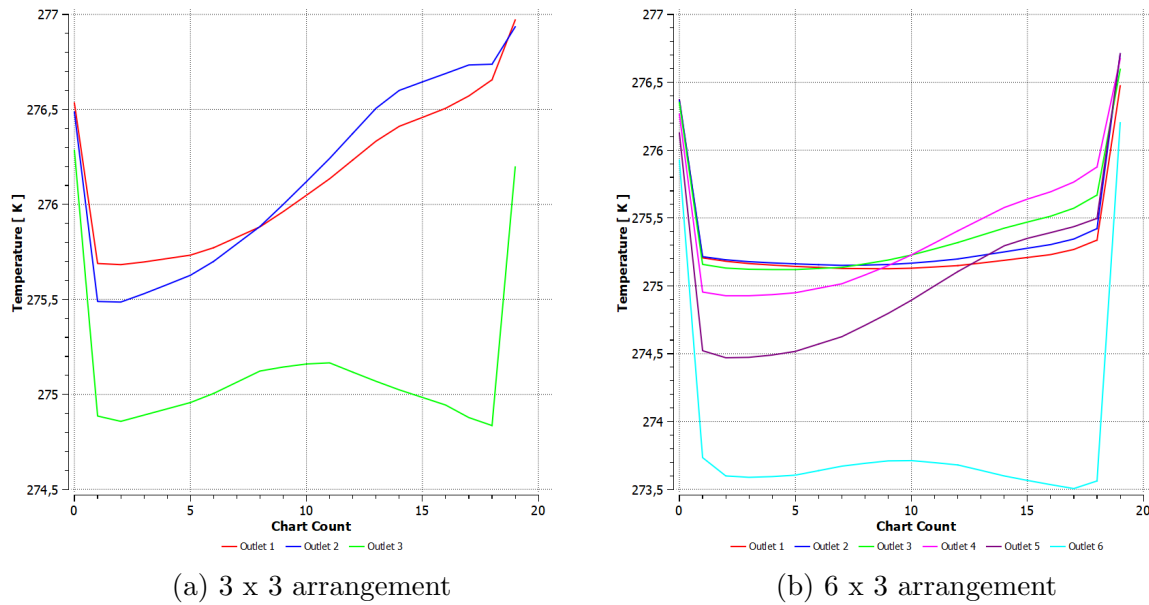 277
276,5
276
275,5
275
274,5
Temperature [ K ]
0 5 10 15 20
Chart Count
Outlet 1 Outlet 2 Outlet 3
(a) 3 x 3 arrangement
277
276,5
276
275,5
275
274,5
274
273,5
Temperature [ K ]
0 5 10 15 20
Chart Count
Outlet 1 Outlet 2 Outlet 3 Outlet 4 Outlet 5 Outlet 6
(b) 6 x 3 arrangement